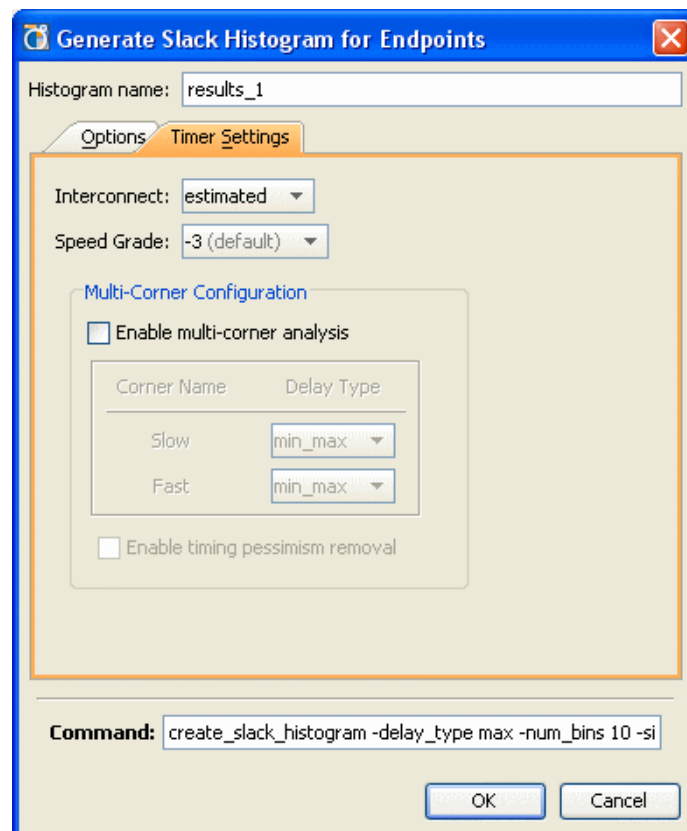 Generate Slack Histogram for Endpoints
Histogram name: results_1
Options Timer Settings
Interconnect: estimated
Speed Grade: -3 (default)
Multi-Corner Configuration
Enable multi-corner analysis
Corner Name Delay Type
Slow min_max
Fast min_max
Enable timing pessimism removal
Command: create_slack_histogram -delay_type max -num_bins 10 -si
OK Cancel